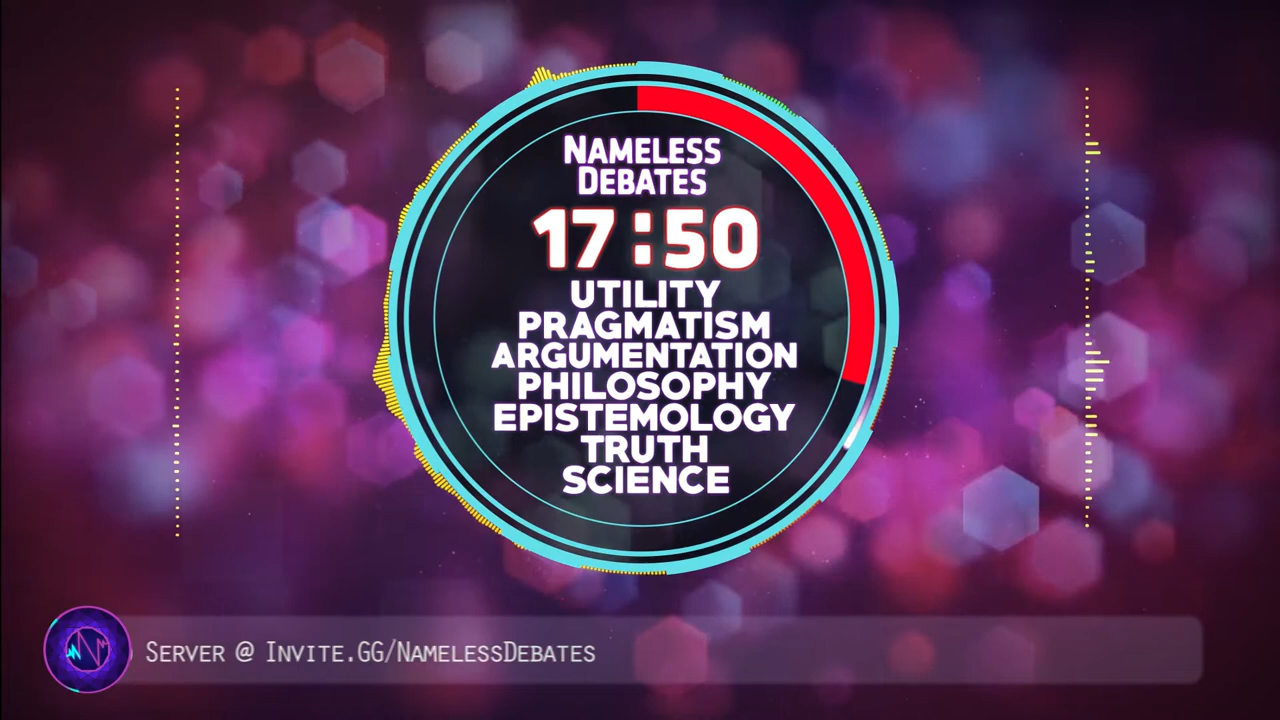 NAMELESS
DEBATES
17:50
UTILITY
PRAGMATISM
ARGUMENTATION
PHILOSOPHY
EPISTEMOLOGY
TRUTH
SCIENCE
SERVER @ INVITE.GG/NAMELESSDEBATES